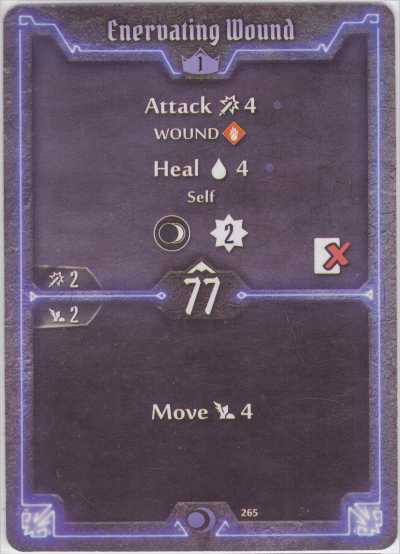 Enervating Wound
1
Attack 4
WOUND
Heal 4
Self
2
2
77
2
Move 4
265